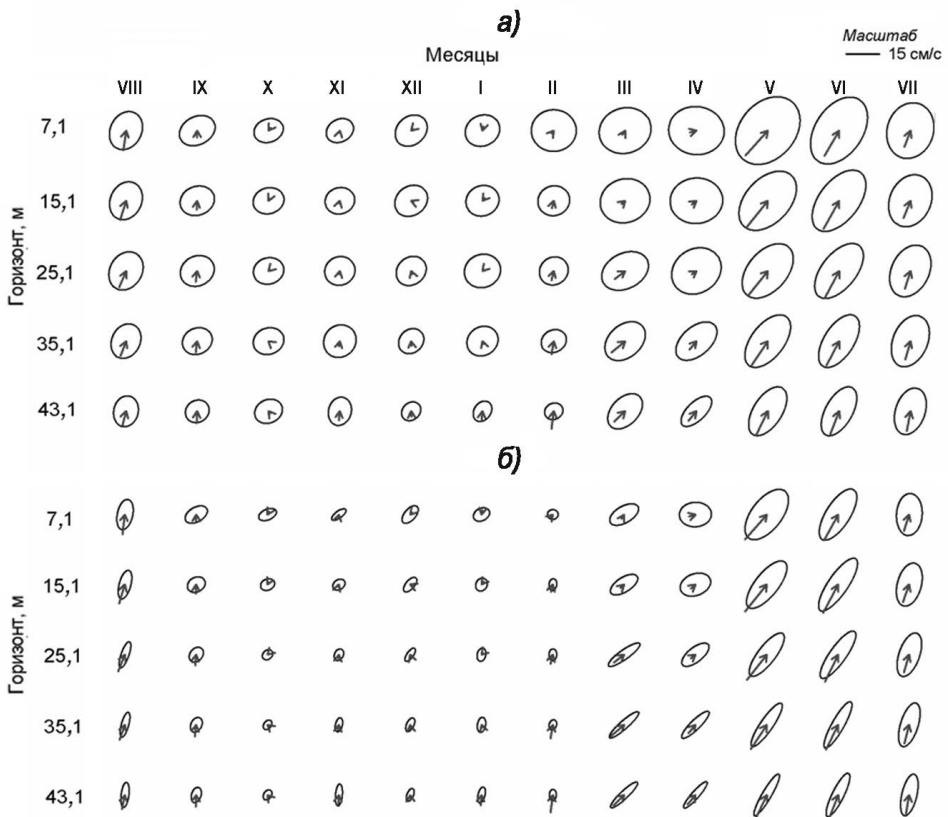 а)
Масштаб
15 см/с
Месяцы
VIII IX X XI XII I II III IV V VI VII
Горизонт, м
7,1
15,1
25,1
35,1
43,1
б)
Горизонт, м
7,1
15,1
25,1
35,1
43,1